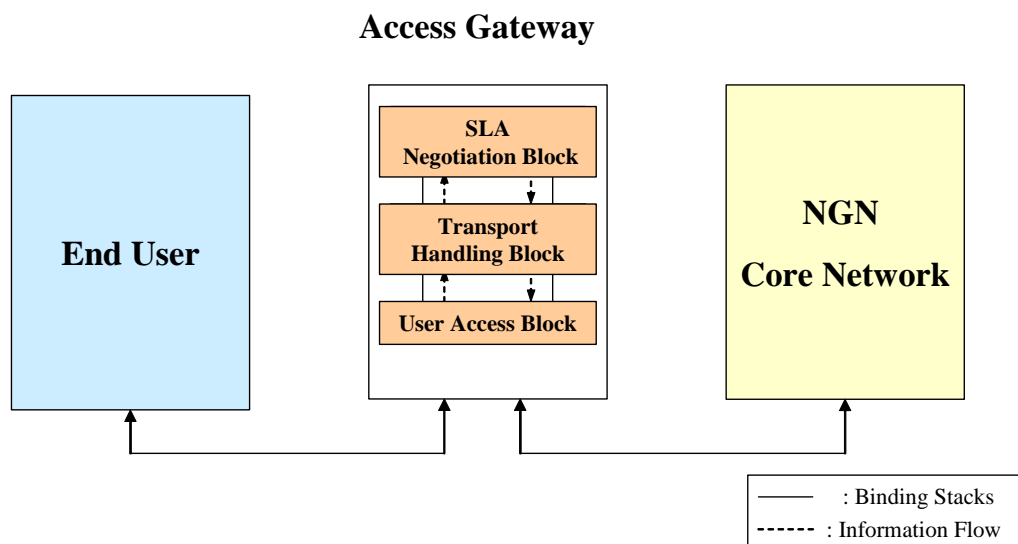 Access Gateway
End User
SLA
Negotiation Block
Transport
Handling Block
User Access Block
NGN
Core Network
: Binding Stacks
: Information Flow